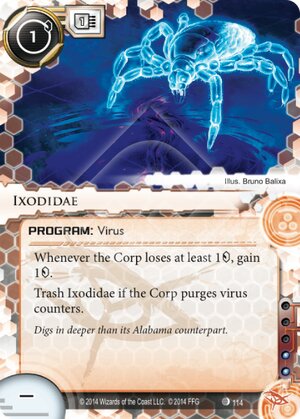 1
1
Illus. Bruno Balixa
Ixodidae
PROGRAM: Virus
Whenever the Corp loses at least 1, gain
1.
Trash Ixodidae if the Corp purges virus
counters.
Digs in deeper than its Alabama counterpart.
–
© 2014 Wizards of the Coast LLC. © 2014 FFG
114